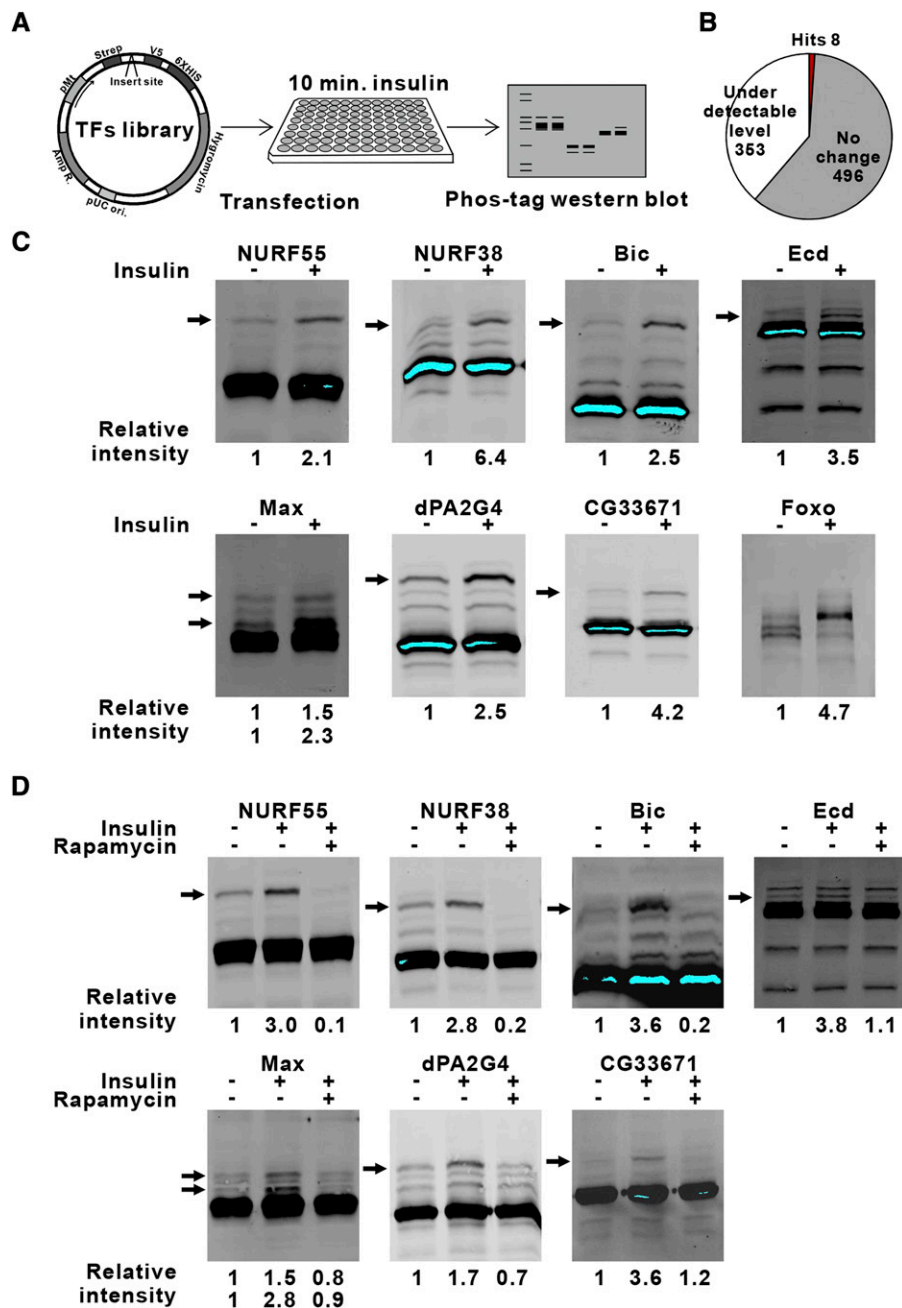 A
B
Strep
V5
6XHIS
pMt
Insert site
TFs library
Hygromycin
Amp R.
pUC ori.
10 min. insulin
Transfection
Phos-tag western blot
Hits 8
Under
detectable
level
353
No
change
496
C
NURF55 NURF38 Bic Ecd
Insulin - + - + - + - +
Relative
intensity 1 2.1 1 6.4 1 2.5 1 3.5
Max dPA2G4 CG33671 Foxo
Insulin - + - + - + - +
Relative 1 1.5 1 2.5 1 4.2 1 4.7
intensity 1 2.3
D
NURF55 NURF38 Bic Ecd
Insulin - + + - + + - + + - + +
Rapamycin - - + - - + - - + - - +
Relative
intensity 1 3.0 0.1 1 2.8 0.2 1 3.6 0.2 1 3.8 1.1
Max dPA2G4 CG33671
Insulin - + + - + + - + +
Rapamycin - - + - - + - - +
Relative 1 1.5 0.8 1 1.7 0.7 1 3.6 1.2
intensity 1 2.8 0.9